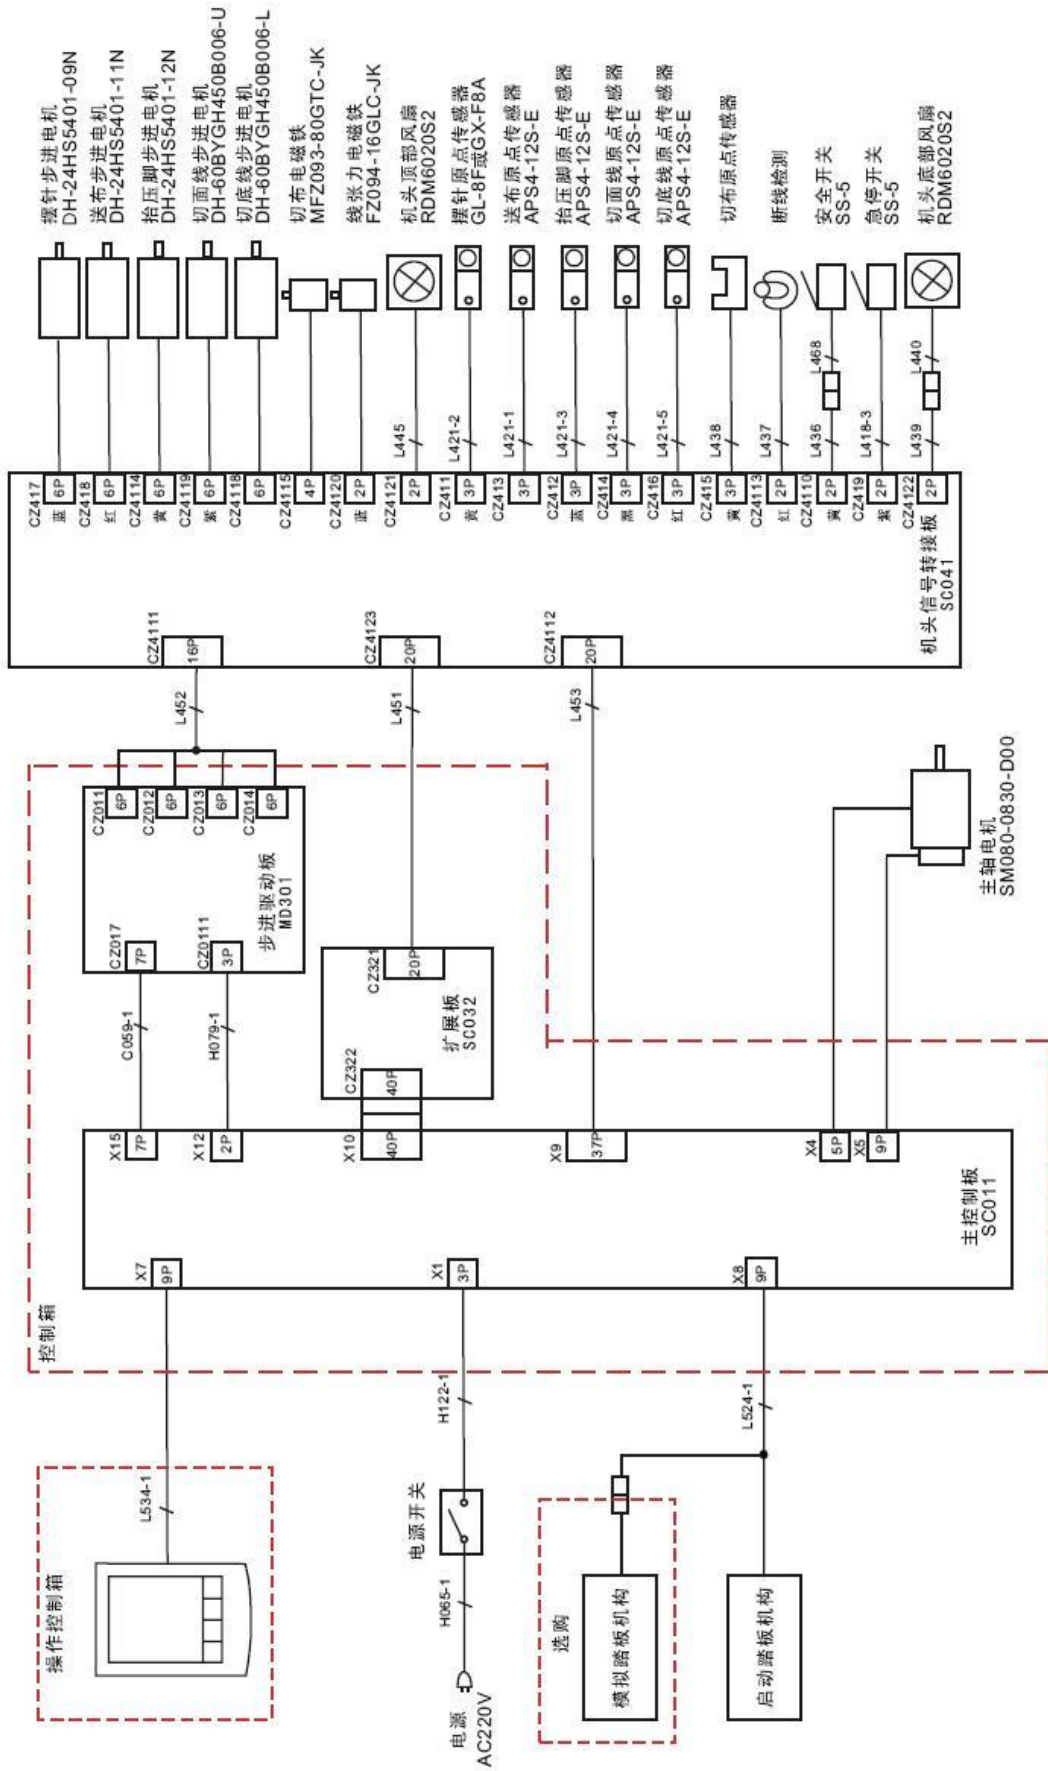 摆针步进电机
DH-24HS5401-09N
送布步进电机
DH-24HS5401-11N
抬压脚步进电机
DH-24HS5401-12N
切面线步进电机
DH-60BYGH450B006-U
切底线步进电机
DH-60BYGH450B006-L
切布电磁铁
MFZ093-80GTC-JK
线张力电磁铁
FZ094-16GLC-JK
机头顶部风扇
RDM6020S2
摆针原点传感器
GL-8F或GX-F8A
送布原点传感器
APS4-12S-E
抬压脚原点传感器
APS4-12S-E
切面线原点传感器
APS4-12S-E
切底线原点传感器
APS4-12S-E
切布原点传感器
断线检测
安全开关
SS-5
急停开关
SS-5
机头底部风扇
RDM6020S2
L445
L421-2
L421-1
L421-3
L421-4
L421-5
L438
L437
L436
L468
L418-3
L439
L440
CZ417
6P
蓝
CZ418
6P
红
CZ4114
6P
黄
CZ4119
6P
紫
CZ4118
6P
CZ4115
4P
CZ4120
2P
蓝
CZ4121
2P
CZ411
3P
黄
CZ413
3P
CZ412
3P
蓝
CZ414
3P
黑
CZ416
3P
红
CZ415
3P
黄
CZ4113
2P
红
CZ4110
2P
黄
CZ419
2P
紫
CZ4122
2P
机头信号转接板
SC041
CZ4111
16P
CZ4123
20P
CZ4112
20P
L452
L451
L453
CZ011
6P
CZ012
6P
CZ013
6P
CZ014
6P
步进驱动板
MD301
CZ017
7P
CZ0111
3P
C059-1
H079-1
CZ321
20P
扩展板
SC032
CZ322
40P
主轴电机
SM080-0830-D00
X15
7P
X12
2P
X10
40P
X9
37P
X4
5P
X5
9P
主控制板
SC011
X7
9P
X1
3P
X8
9P
控制箱
L534-1
H122-1
L524-1
操作控制箱
电源开关
H065-1
电源
AC220V
选购
模拟踏板机构
启动踏板机构